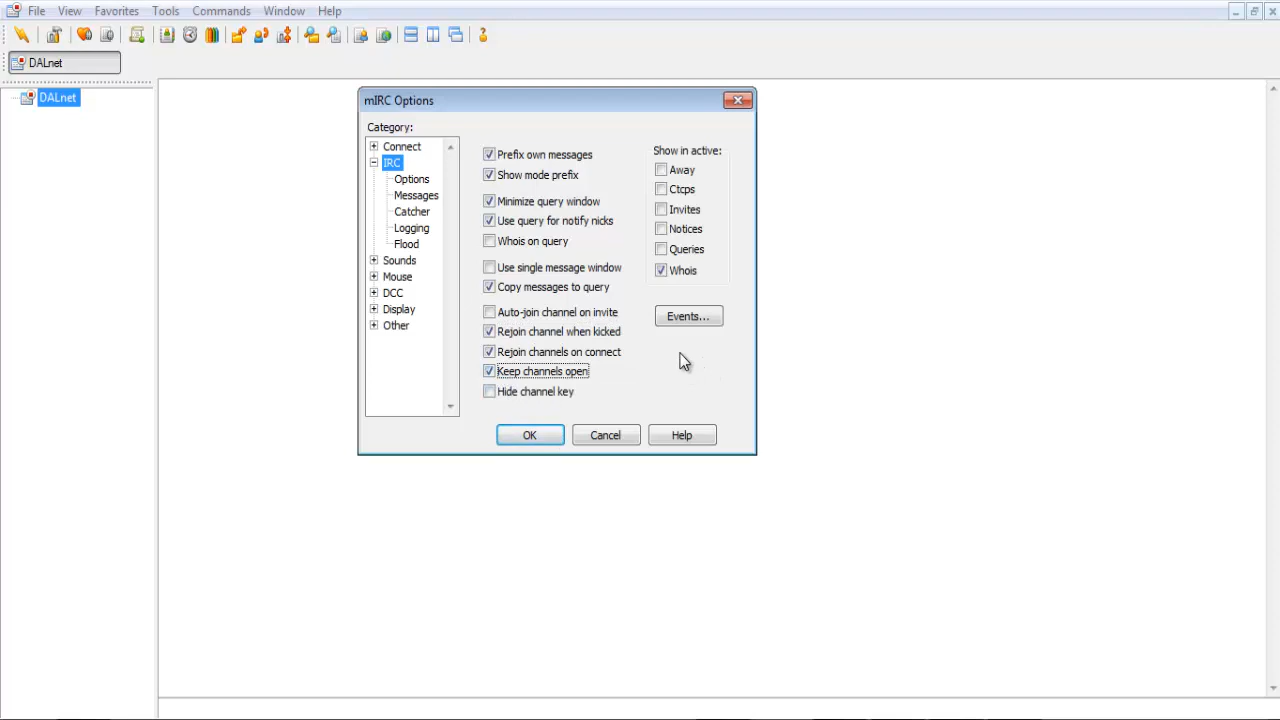 File View Favorites Tools Commands Window Help
DALnet
DALnet
mIRC Options
Category:
Connect
IRC
Options
Messages
Catcher
Logging
Flood
Sounds
Mouse
DCC
Display
Other
Prefix own messages
Show mode prefix
Minimize query window
Use query for notify nicks
Whois on query
Use single message window
Copy messages to query
Auto-join channel on invite
Rejoin channel when kicked
Rejoin channels on connect
Keep channels open
Hide channel key
Show in active:
Away
Ctcps
Invites
Notices
Queries
Whois
Events...
OK Cancel Help